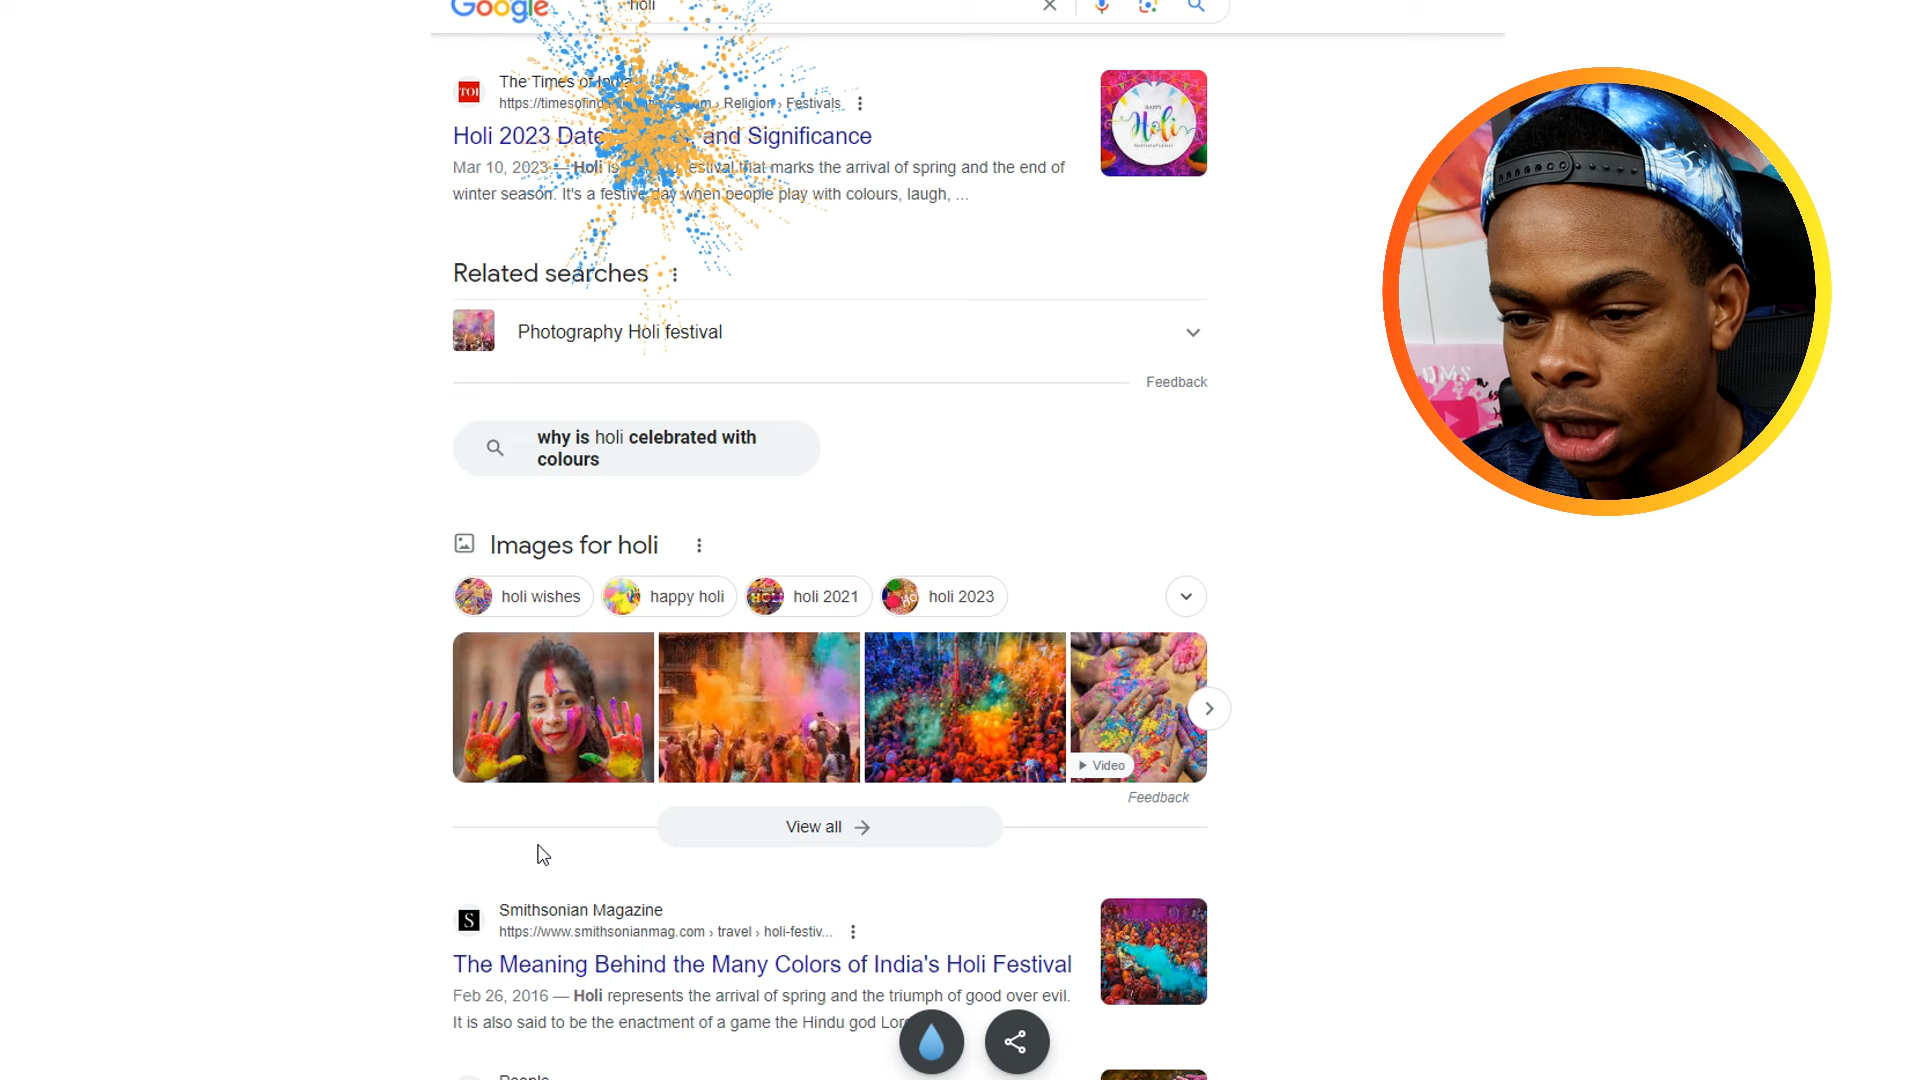 Google
holi
The Times of India
https://timesofind com › Religion › Festivals
Holi 2023 Date and Significance
Mar 10, 2023 — Holi is festival that marks the arrival of spring and the end of
winter season. It's a festive day when people play with colours, laugh, ...
TOI
HAPPY
Holi
Related searches
Photography Holi festival
Feedback
why is holi celebrated with
colours
Images for holi
holi wishes
happy holi
holi 2021
holi 2023
Video
Feedback
View all
S
Smithsonian Magazine
https://www.smithsonianmag.com › travel › holi-festiv...
The Meaning Behind the Many Colors of India's Holi Festival
Feb 26, 2016 — Holi represents the arrival of spring and the triumph of good over evil.
It is also said to be the enactment of a game the Hindu god Lor
People